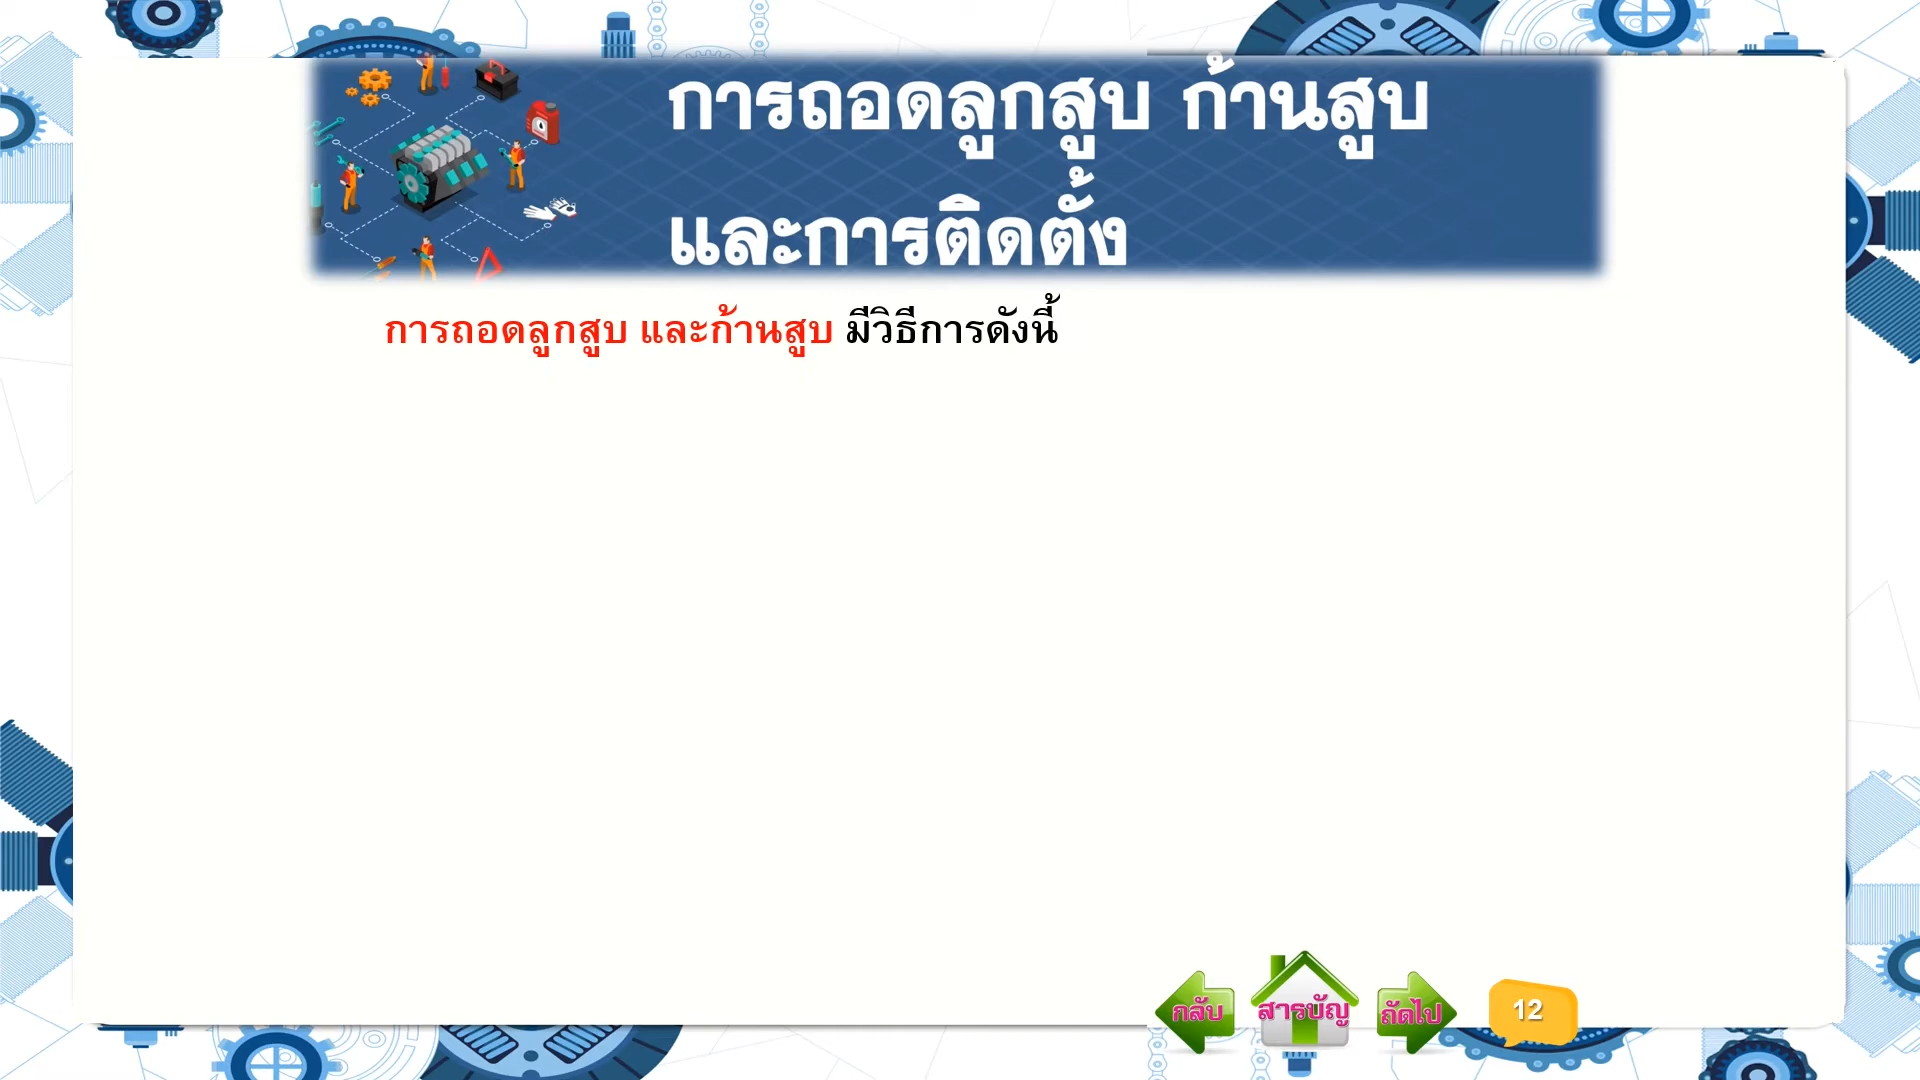 การถอดลูกสูบ ก้านสูบ
และการติดตั้ง
การถอดลูกสูบ และก้านสูบ มีวิธีการดังนี้
กลับ สารบัญ ถัดไป 12